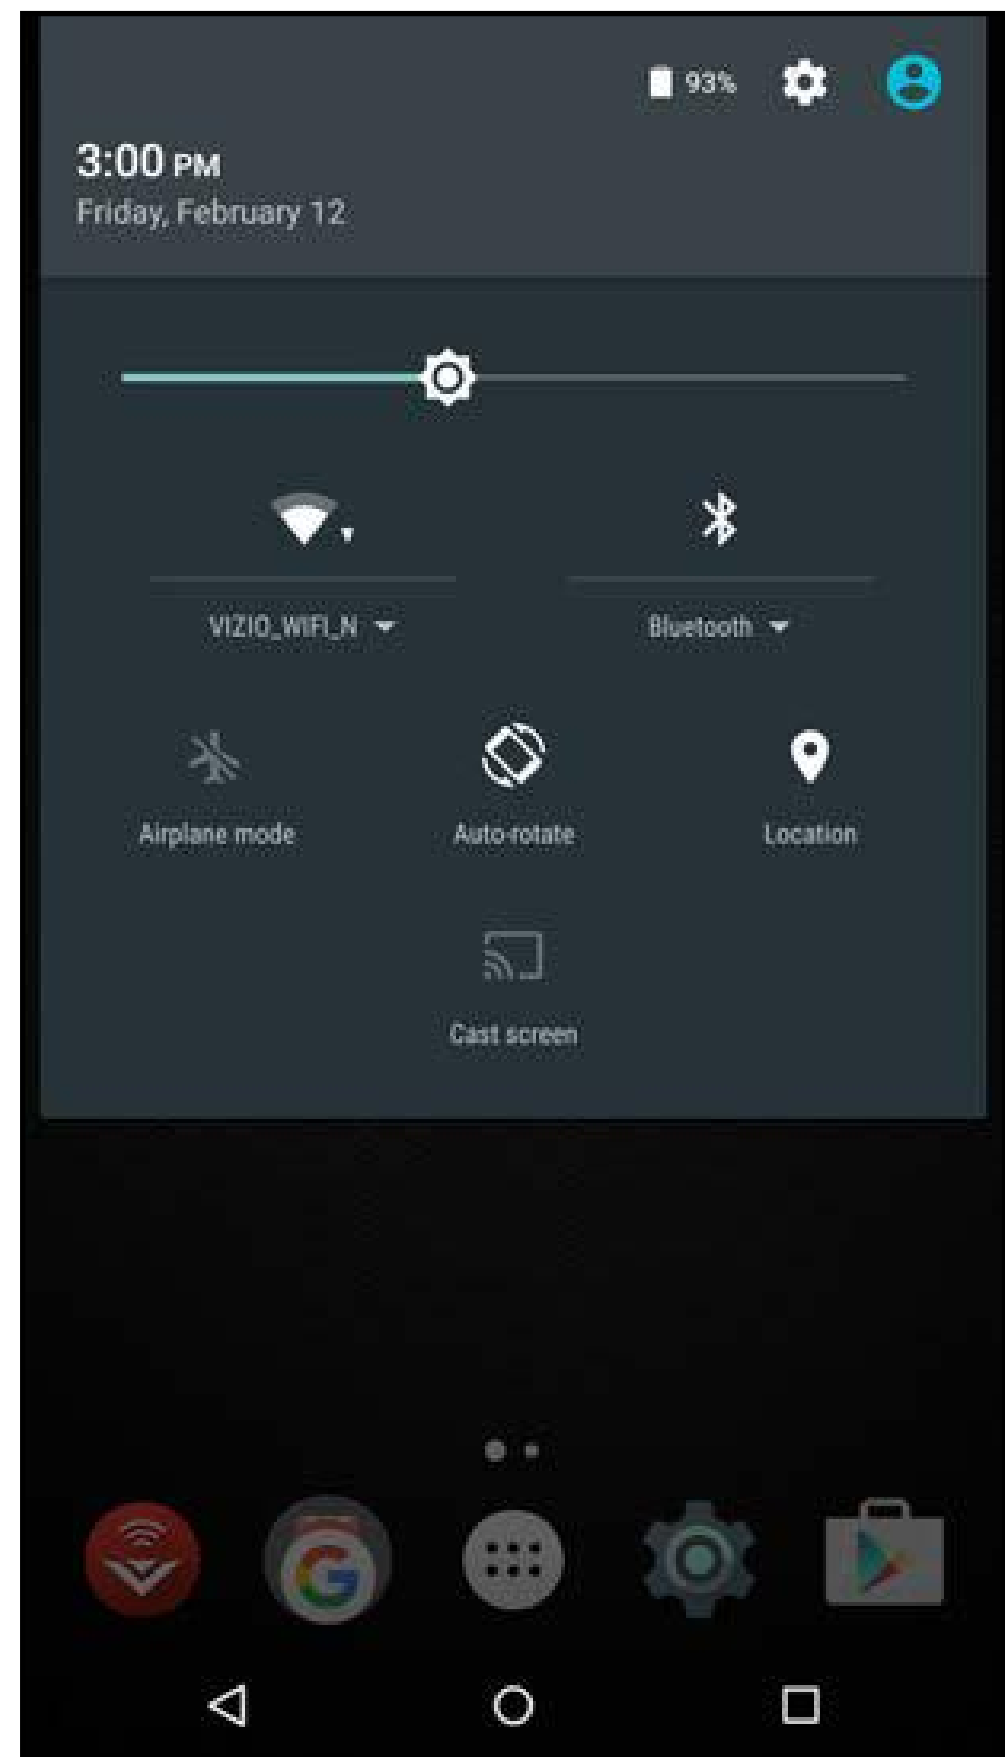 93%
3:00 PM
Friday, February 12
VIZIO_WIFI_N
Bluetooth
Airplane mode
Auto-rotate
Location
Cast screen
G